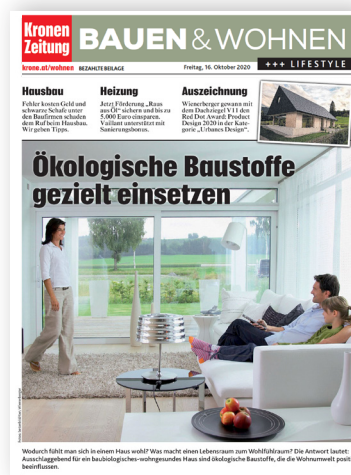 Kronen
Zeitung
BAUEN & WOHNEN
krone.at/wohnen BEZAHLTE BEILAGE
Freitag, 16. Oktober 2020
+++ LIFESTYLE
Hausbau
Fehler kosten Geld und
schwarze Schafe unter
den Baufirmen schaden
dem Ruf beim Hausbau.
Wir geben Tipps.
Heizung
Jetzt Förderung „Raus
aus Öl“ sichern und bis zu
5.000 Euro einsparen.
Vaillant unterstützt mit
Sanierungsbonus.
Auszeichnung
Wienerberger gewann mit
dem Dachziegel V11 den
Red Dot Award: Product
Design 2020 in der Kate-
gorie „Urbanes Design“.
Ökologische Baustoffe
gezielt einsetzen
Wodurch fühlt man sich in einem Haus wohl? Was macht einen Lebensraum zum Wohlfühlraum? Die Antwort lautet:
Ausschlaggebend für ein baubiologisches-wohngesundes Haus sind ökologische Baustoffe, die die Wohnumwelt posit
beeinflussen.